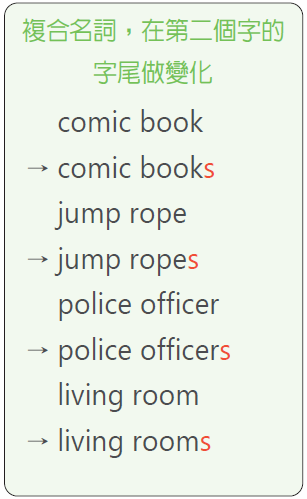 複合名詞，在第二個字的
字尾做變化
comic book
→ comic books
jump rope
→ jump ropes
police officer
→ police officers
living room
→ living rooms